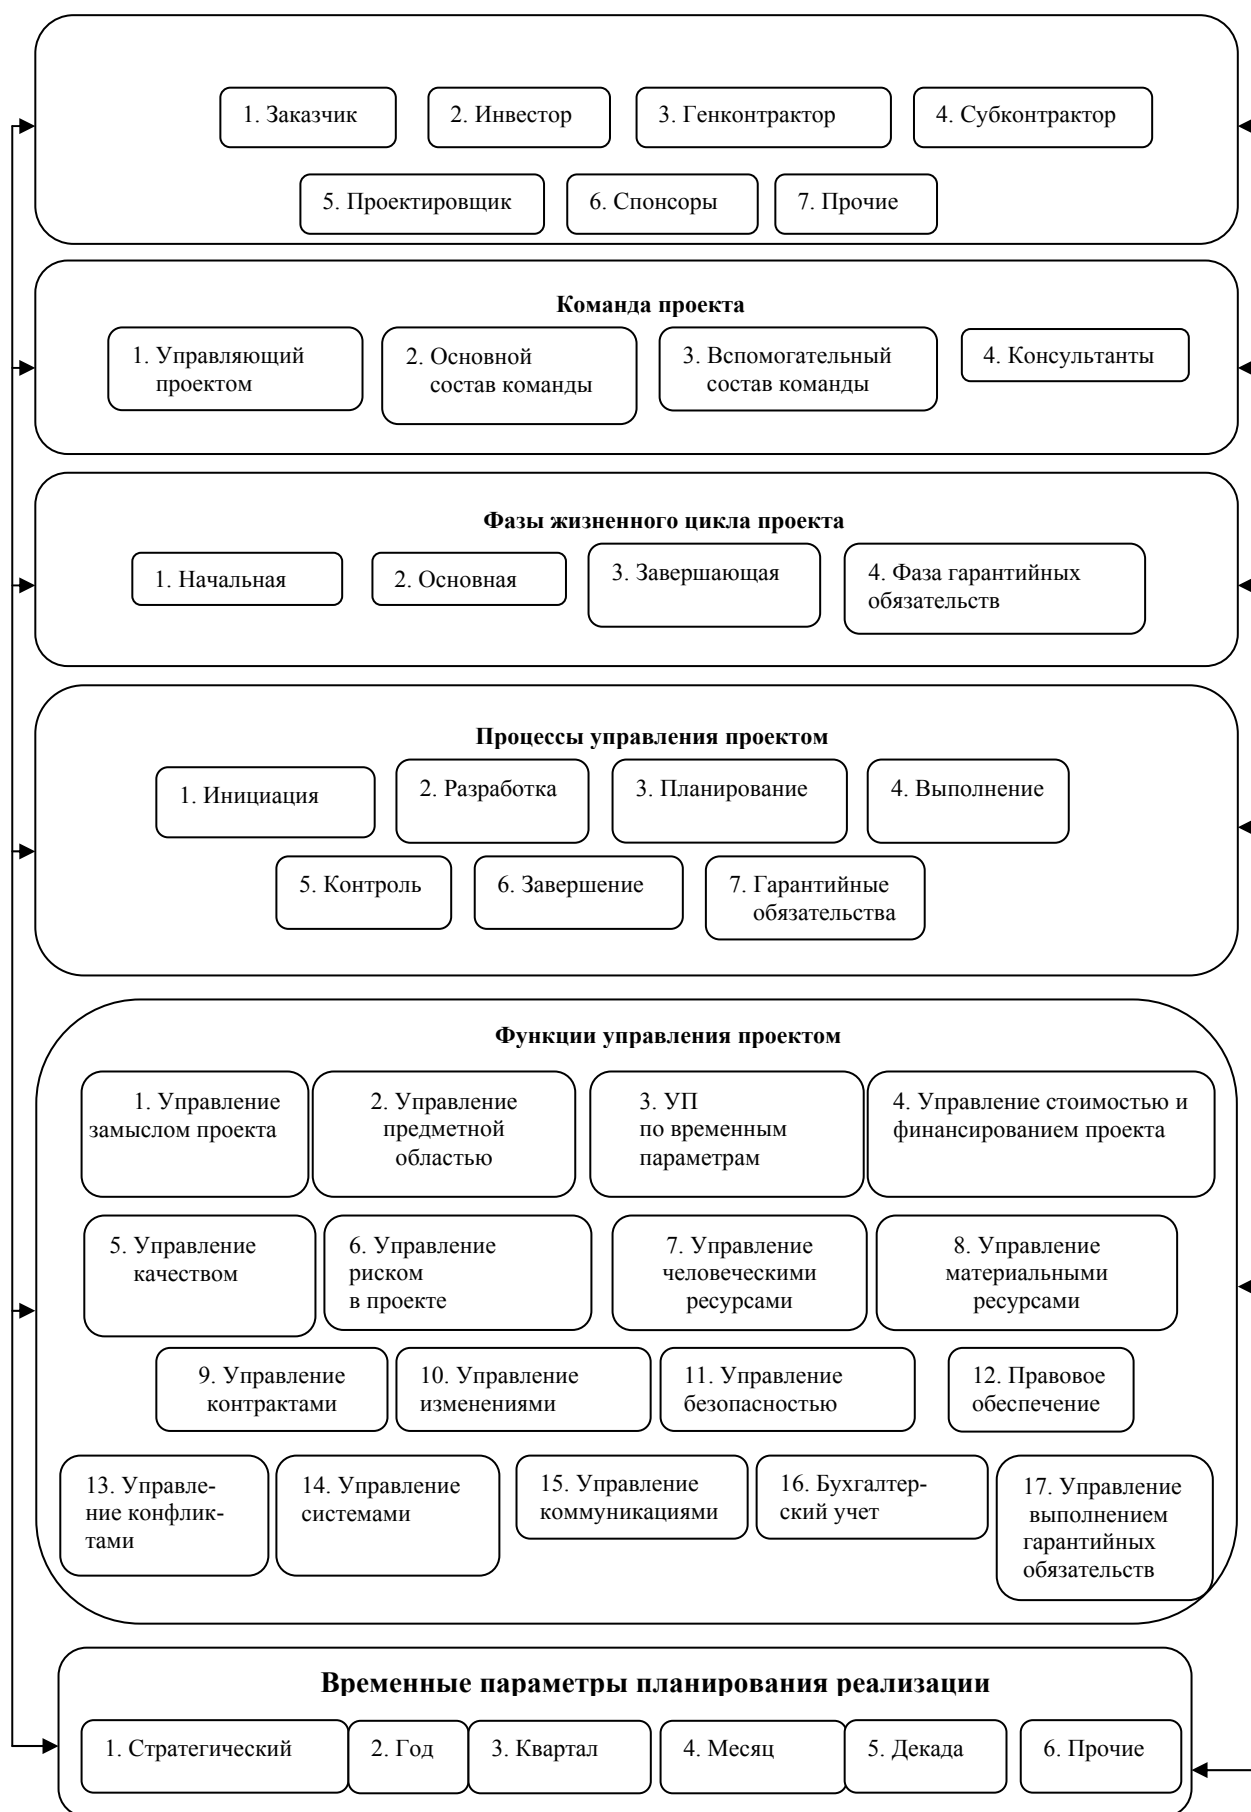 1. Заказчик
2. Инвестор
3. Генконтрактор
4. Субконтрактор
5. Проектировщик
6. Спонсоры
7. Прочие
Команда проекта
1. Управляющий
проектом
2. Основной
состав команды
3. Вспомогательный
состав команды
4. Консультанты
Фазы жизненного цикла проекта
1. Начальная
2. Основная
3. Завершающая
4. Фаза гарантийных
обязательств
Процессы управления проектом
1. Инициация
2. Разработка
3. Планирование
4. Выполнение
5. Контроль
6. Завершение
7. Гарантийные
обязательства
Функции управления проектом
1. Управление
замыслом проекта
2. Управление
предметной
областью
3. УП
по временным
параметрам
4. Управление стоимостью и
финансированием проекта
5. Управление
качеством
6. Управление
риском
в проекте
7. Управление
человеческими
ресурсами
8. Управление
материальными
ресурсами
9. Управление
контрактами
10. Управление
изменениями
11. Управление
безопасностью
12. Правовое
обеспечение
13. Управле-
ние конфлик-
тами
14. Управление
системами
15. Управление
коммуникациями
16. Бухгалтер-
ский учет
17. Управление
выполнением
гарантийных
обязательств
Временные параметры планирования реализации
1. Стратегический
2. Год
3. Квартал
4. Месяц
5. Декада
6. Прочие